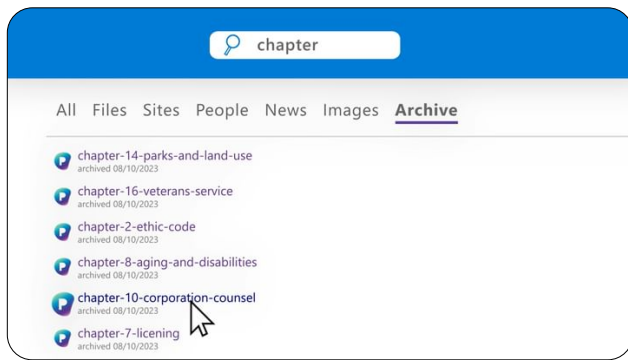 chapter
All Files Sites People News Images Archive
chapter-14-parks-and-land-use
archived 08/10/2023
chapter-16-veterans-service
archived 08/10/2023
chapter-2-ethic-code
archived 08/10/2023
chapter-8-aging-and-disabilities
archived 08/10/2023
chapter-10-corporation-counsel
archived 08/10/2023
chapter-7-licening
archived 08/10/2023